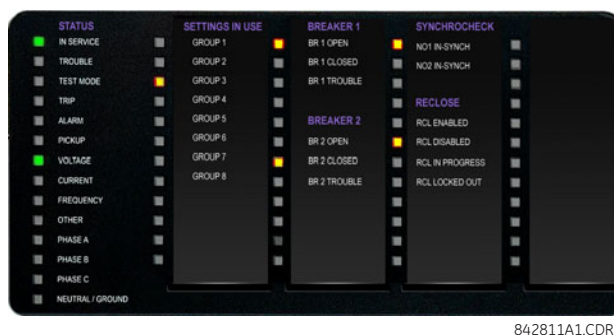 STATUS
IN SERVICE
TROUBLE
TEST MODE
TRIP
ALARM
PICKUP
VOLTAGE
CURRENT
FREQUENCY
OTHER
PHASE A
PHASE B
PHASE C
NEUTRAL / GROUND
SETTINGS IN USE
GROUP 1
GROUP 2
GROUP 3
GROUP 4
GROUP 5
GROUP 6
GROUP 7
GROUP 8
BREAKER 1
BR 1 OPEN
BR 1 CLOSED
BR 1 TROUBLE
BREAKER 2
BR 2 OPEN
BR 2 CLOSED
BR 2 TROUBLE
SYNCHROCHECK
NO1 IN-SYNCH
NO2 IN-SYNCH
RECLOSE
RCL ENABLED
RCL DISABLED
RCL IN PROGRESS
RCL LOCKED OUT
842811A1.CDR